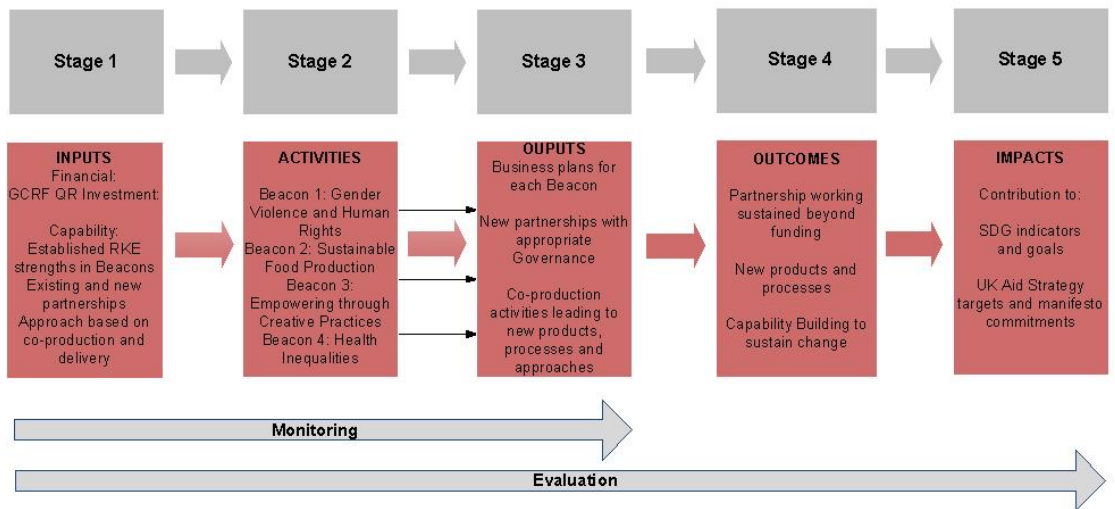 Stage 1
Stage 2
Stage 3
Stage 4
Stage 5
INPUTS
Financial:
GCRF QR Investment:
Capability:
Established RKE
strengths in Beacons
Existing and new
partnerships
Approach based on
co-production and
delivery
ACTIVITIES
Beacon 1: Gender
Violence and Human
Rights
Beacon 2: Sustainable
Food Production
Beacon 3:
Empowering through
Creative Practices
Beacon 4: Health
Inequalities
OUPUTS
Business plans for
each Beacon
New partnerships with
appropriate
Governance
Co-production
activities leading to
new products,
processes and
approaches
OUTCOMES
Partnership working
sustained beyond
funding
New products and
processes
Capability Building to
sustain change
IMPACTS
Contribution to:
SDG indicators
and goals
UK Aid Strategy
targets and manifesto
commitments
Monitoring
Evaluation